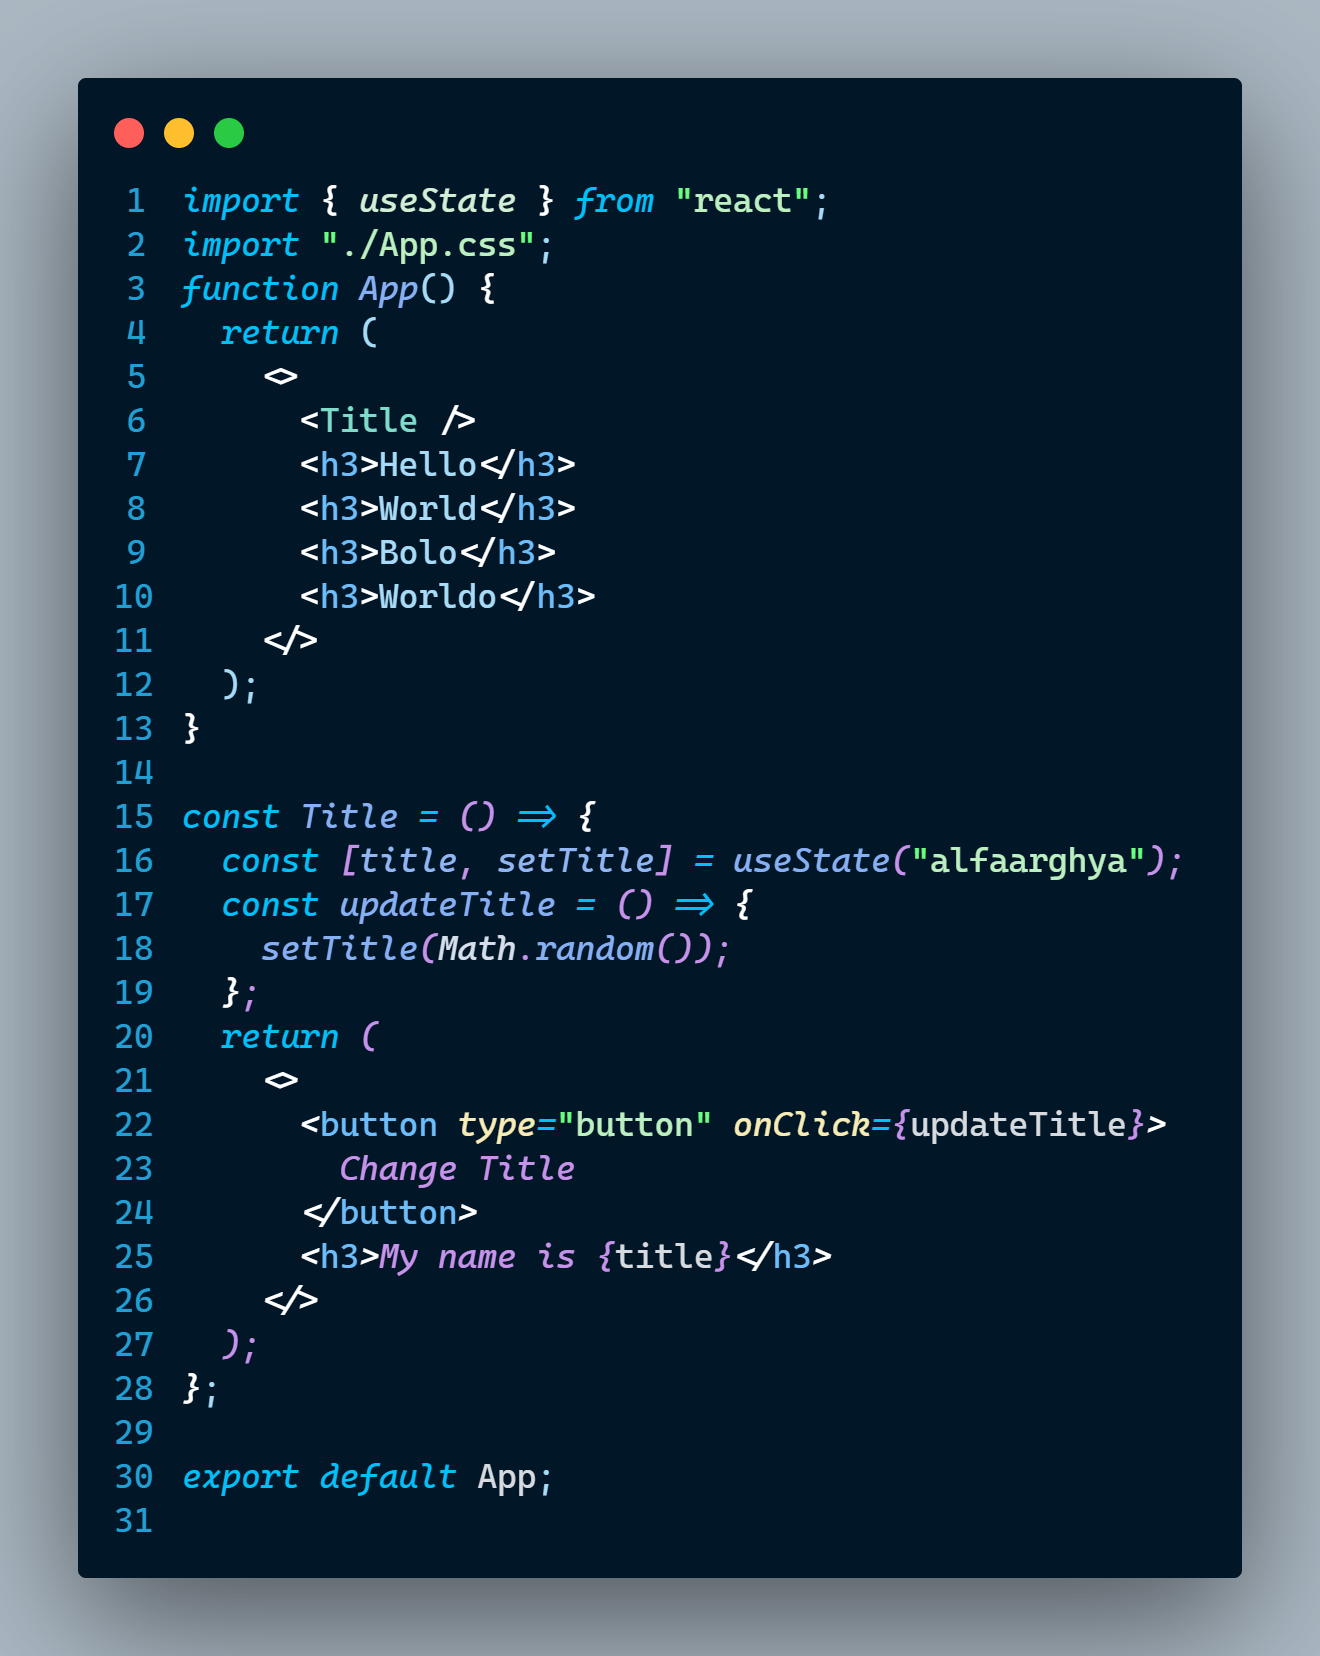 1 import { useState } from "react";
2 import "./App.css";
3 function App() {
4   return (
5     <>
6       <Title />
7       <h3>Hello</h3>
8       <h3>World</h3>
9       <h3>Bolo</h3>
10       <h3>Worldo</h3>
11     </>
12   );
13 }
14
15 const Title = () => {
16   const [title, setTitle] = useState("alfaarghya");
17   const updateTitle = () => {
18     setTitle(Math.random());
19   };
20   return (
21     <>
22       <button type="button" onClick={updateTitle}>
23         Change Title
24       </button>
25       <h3>My name is {title}</h3>
26     </>
27   );
28 };
29
30 export default App;
31